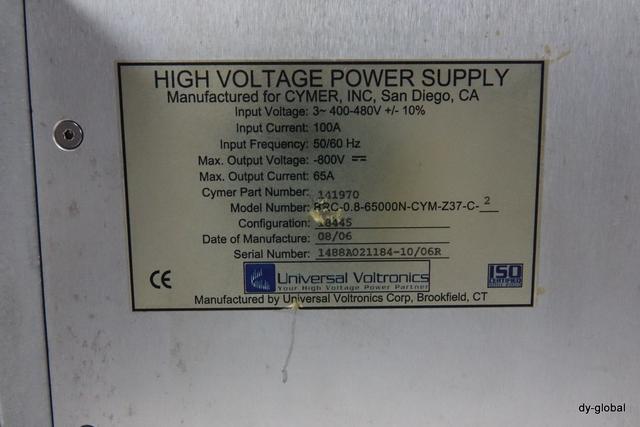 HIGH VOLTAGE POWER SUPPLY
Manufactured for CYMER, INC, San Diego, CA
Input Voltage: 3~ 400-480V +/- 10%
Input Current: 100A
Input Frequency: 50/60 Hz
Max. Output Voltage: -800V
Max. Output Current: 65A
Cymer Part Number: 141970
Model Number: RRC-0.8-65000N-CYM-Z37-C- 2
Configuration: 18445
Date of Manufacture: 08/06
Serial Number: 1488A021184-10/06R
CE
Universal Voltronics
Your High Voltage Power Partner
ISO
CERTIFIED
Manufactured by Universal Voltronics Corp, Brookfield, CT
dy-global